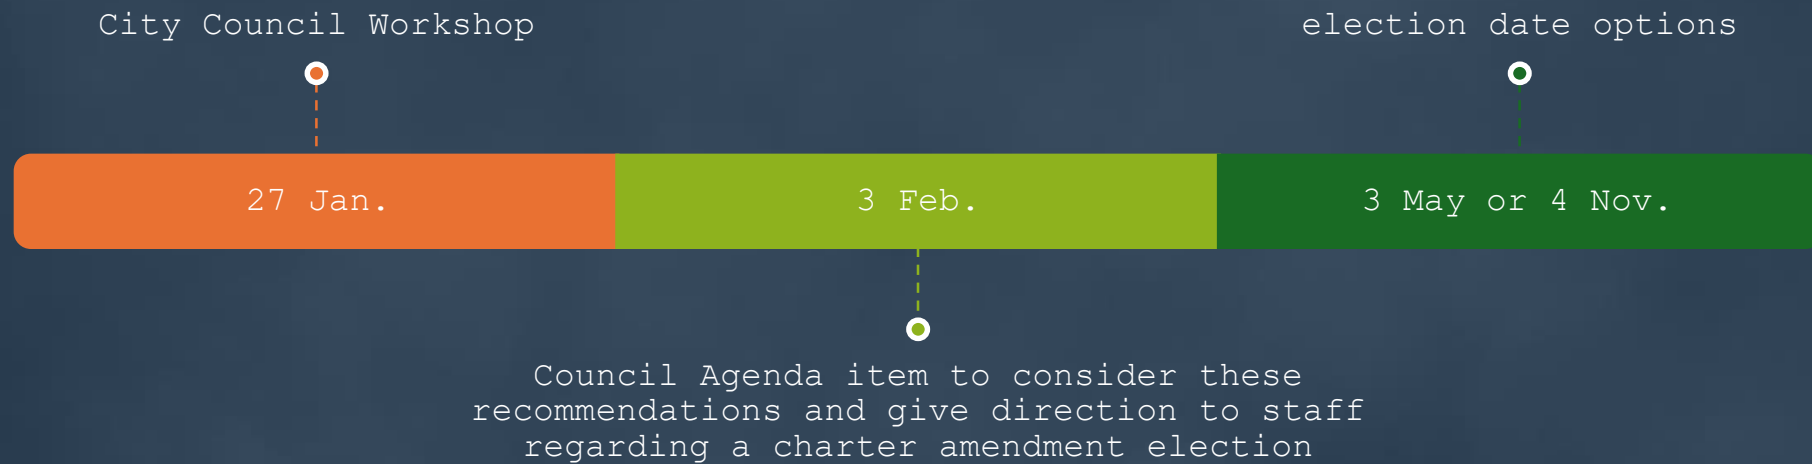 City Council Workshop
election date options
27 Jan.
3 Feb.
3 May or 4 Nov.
Council Agenda item to consider these
recommendations and give direction to staff
regarding a charter amendment election